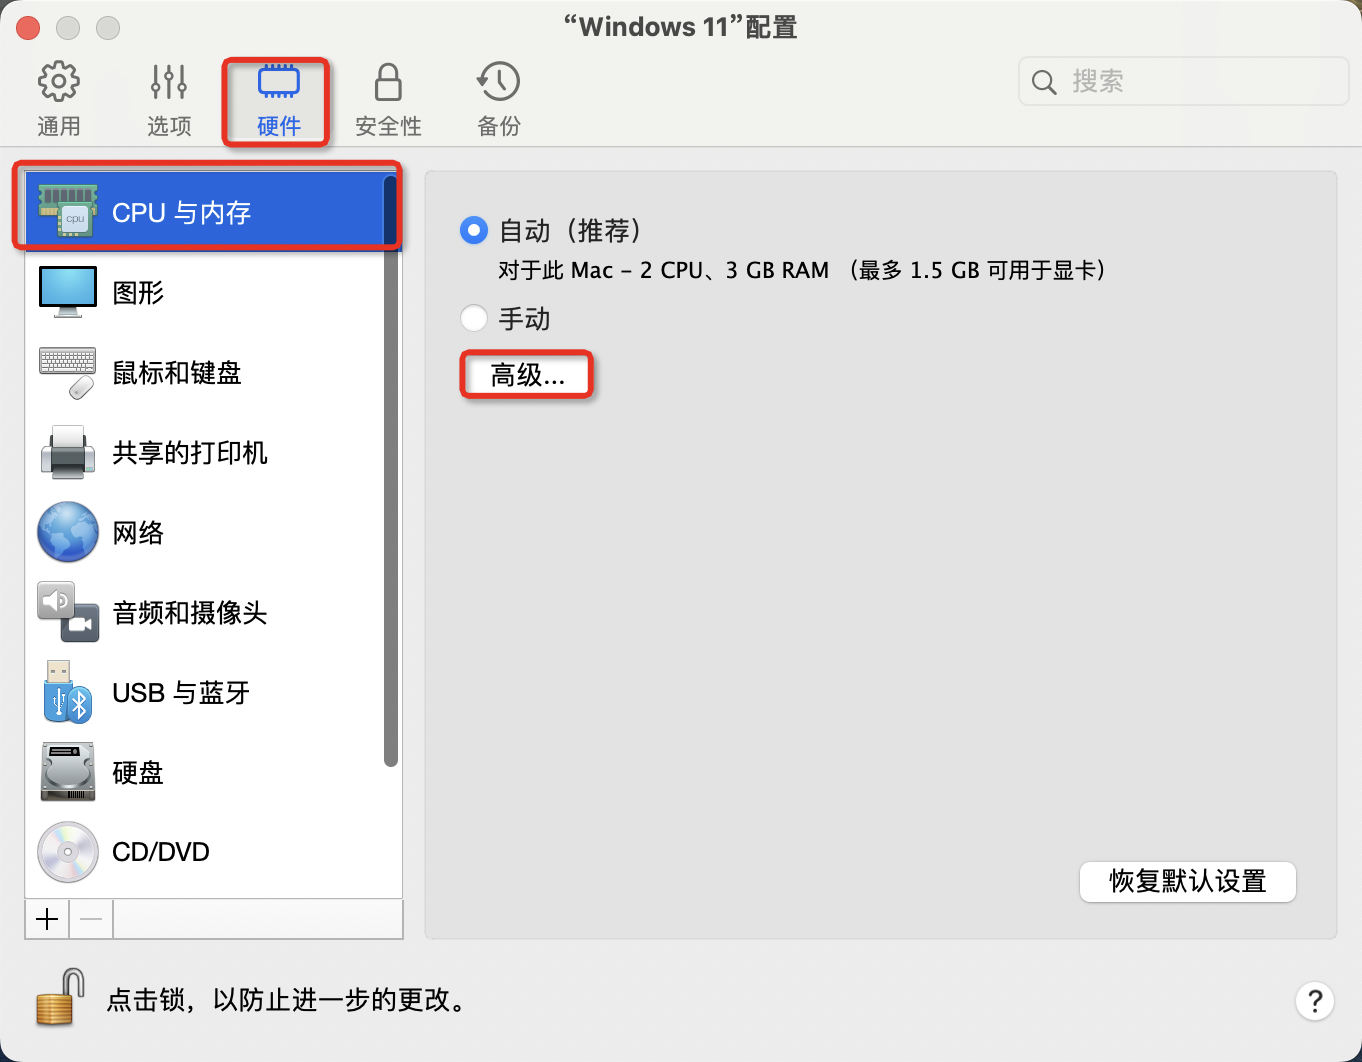 “Windows 11”配置
通用
选项
硬件
安全性
备份
搜索
cpu
CPU 与内存
图形
鼠标和键盘
共享的打印机
网络
音频和摄像头
USB 与蓝牙
硬盘
CD/DVD
自动（推荐）
对于此 Mac – 2 CPU、3 GB RAM （最多 1.5 GB 可用于显卡）
手动
高级...
恢复默认设置
点击锁，以防止进一步的更改。
?